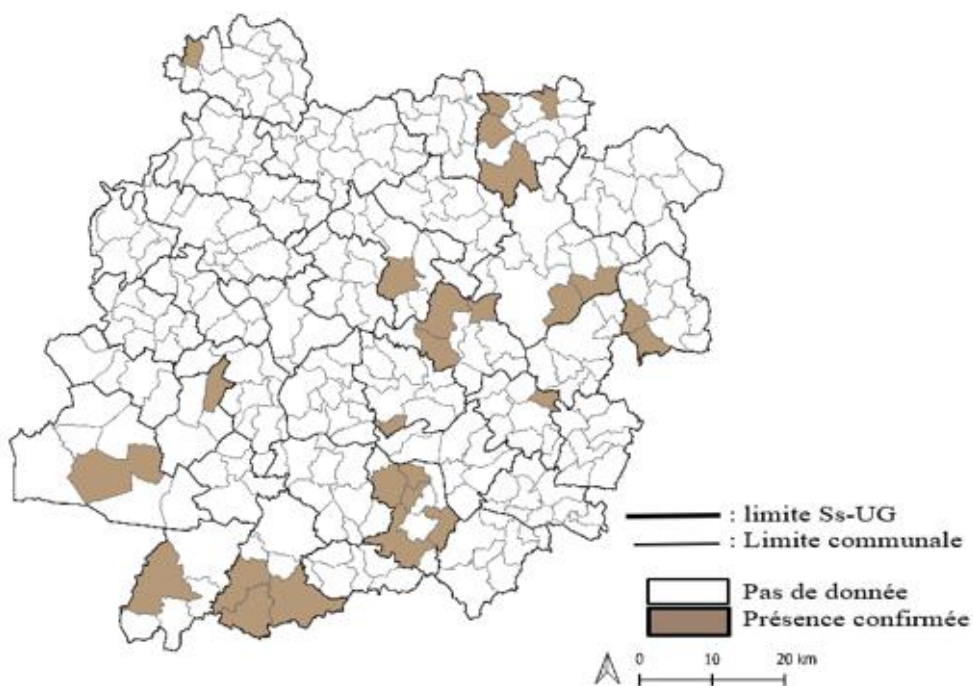 : limite Ss-UG
: Limite communale
Pas de donnée
Présence confirmée
0 10 20 km